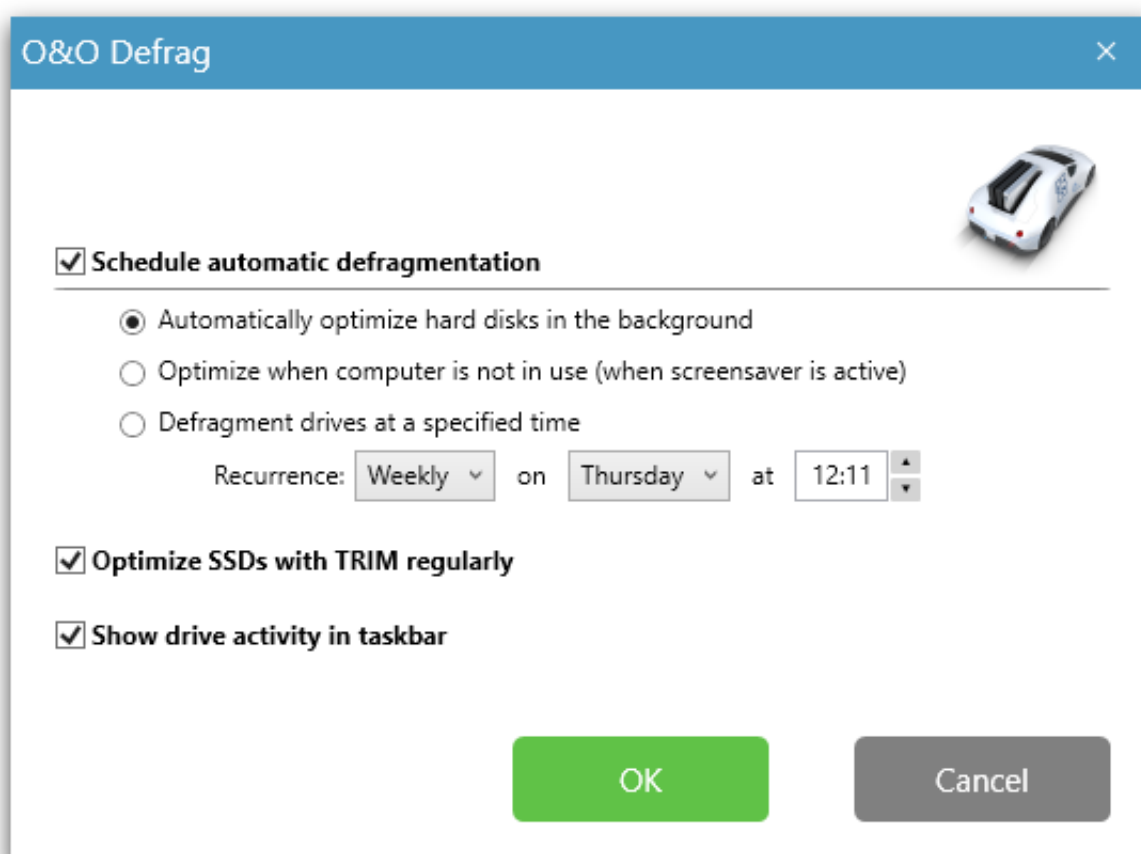 O&O Defrag
Schedule automatic defragmentation
Automatically optimize hard disks in the background
Optimize when computer is not in use (when screensaver is active)
Defragment drives at a specified time
Recurrence: Weekly on Thursday at 12:11
Optimize SSDs with TRIM regularly
Show drive activity in taskbar
OK Cancel